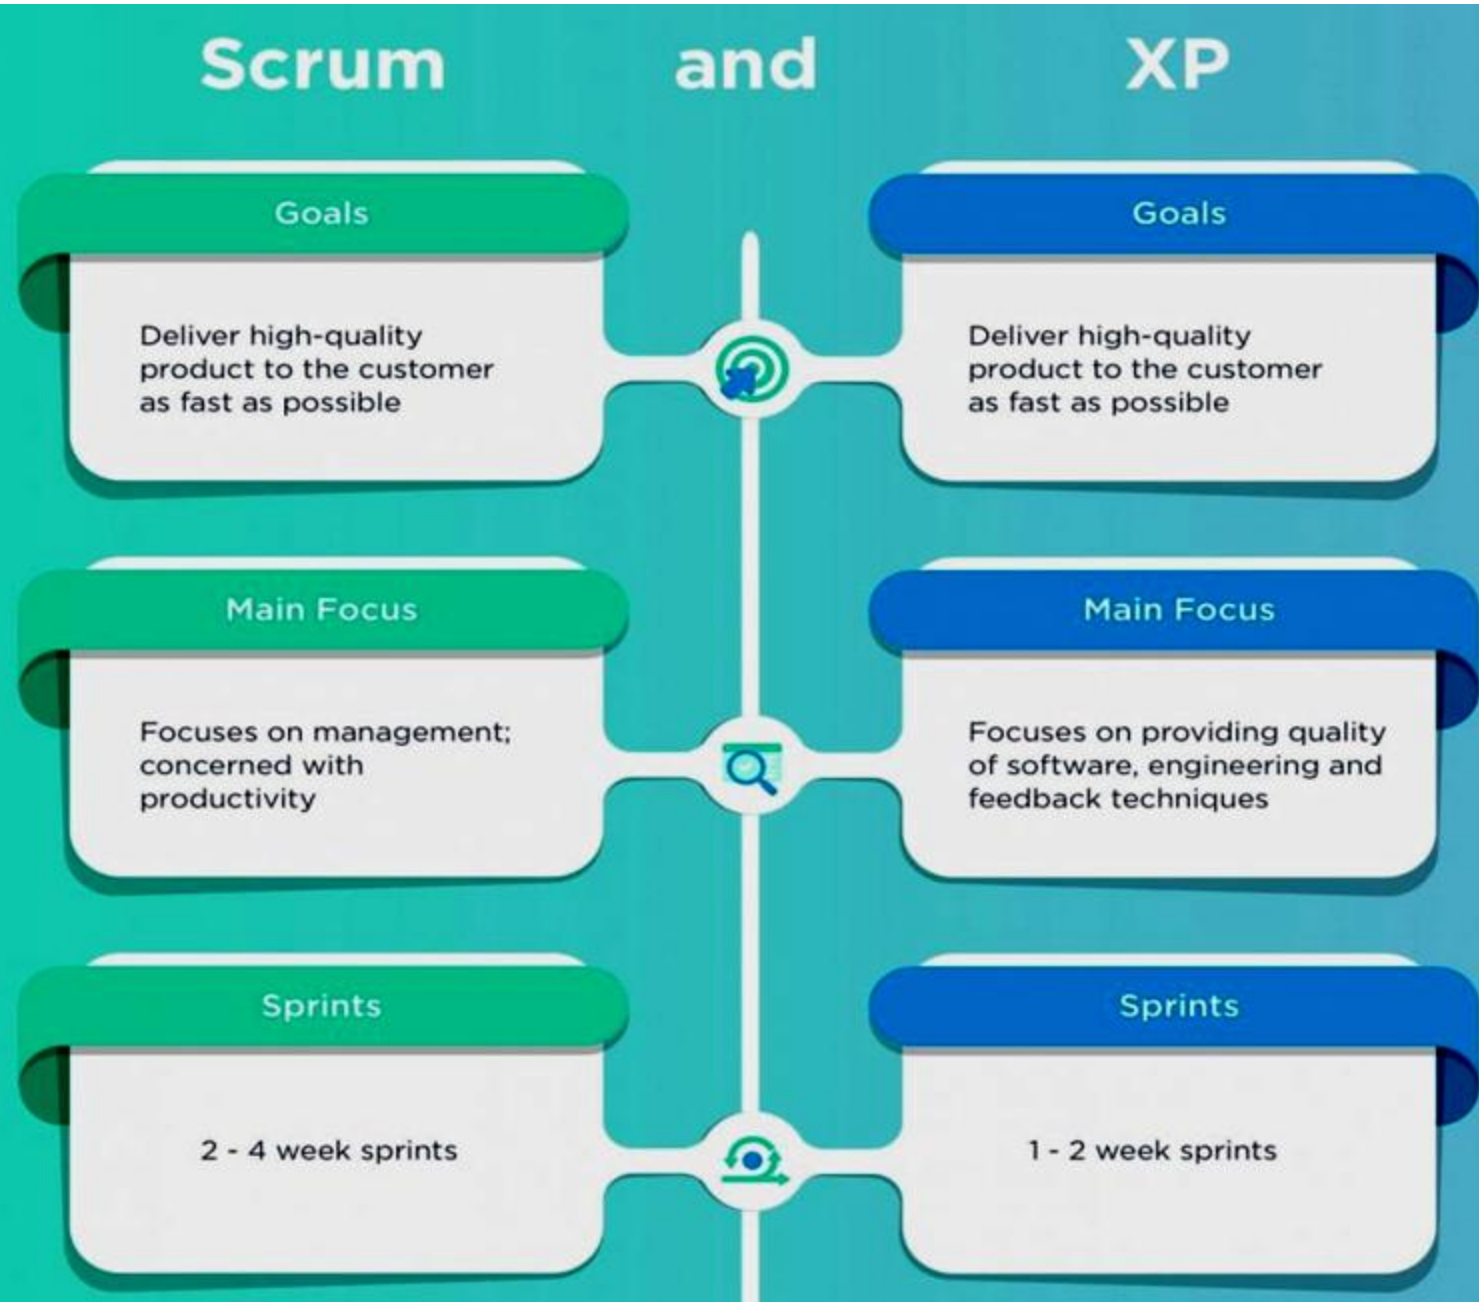 Scrum and XP
Goals
Deliver high-quality
product to the customer
as fast as possible
Goals
Deliver high-quality
product to the customer
as fast as possible
Main Focus
Focuses on management;
concerned with
productivity
Main Focus
Focuses on providing quality
of software, engineering and
feedback techniques
Sprints
2 - 4 week sprints
Sprints
1 - 2 week sprints